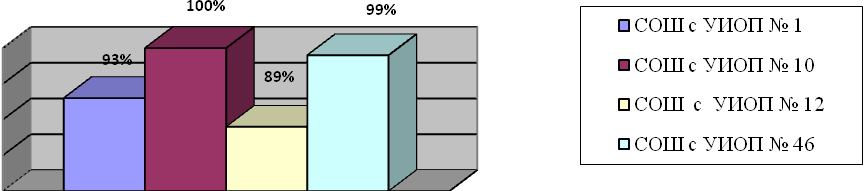 100%
99%
93%
89%
СОШ с УИОП № 1
СОШ с УИОП № 10
СОШ с УИОП № 12
СОШ с УИОП № 46